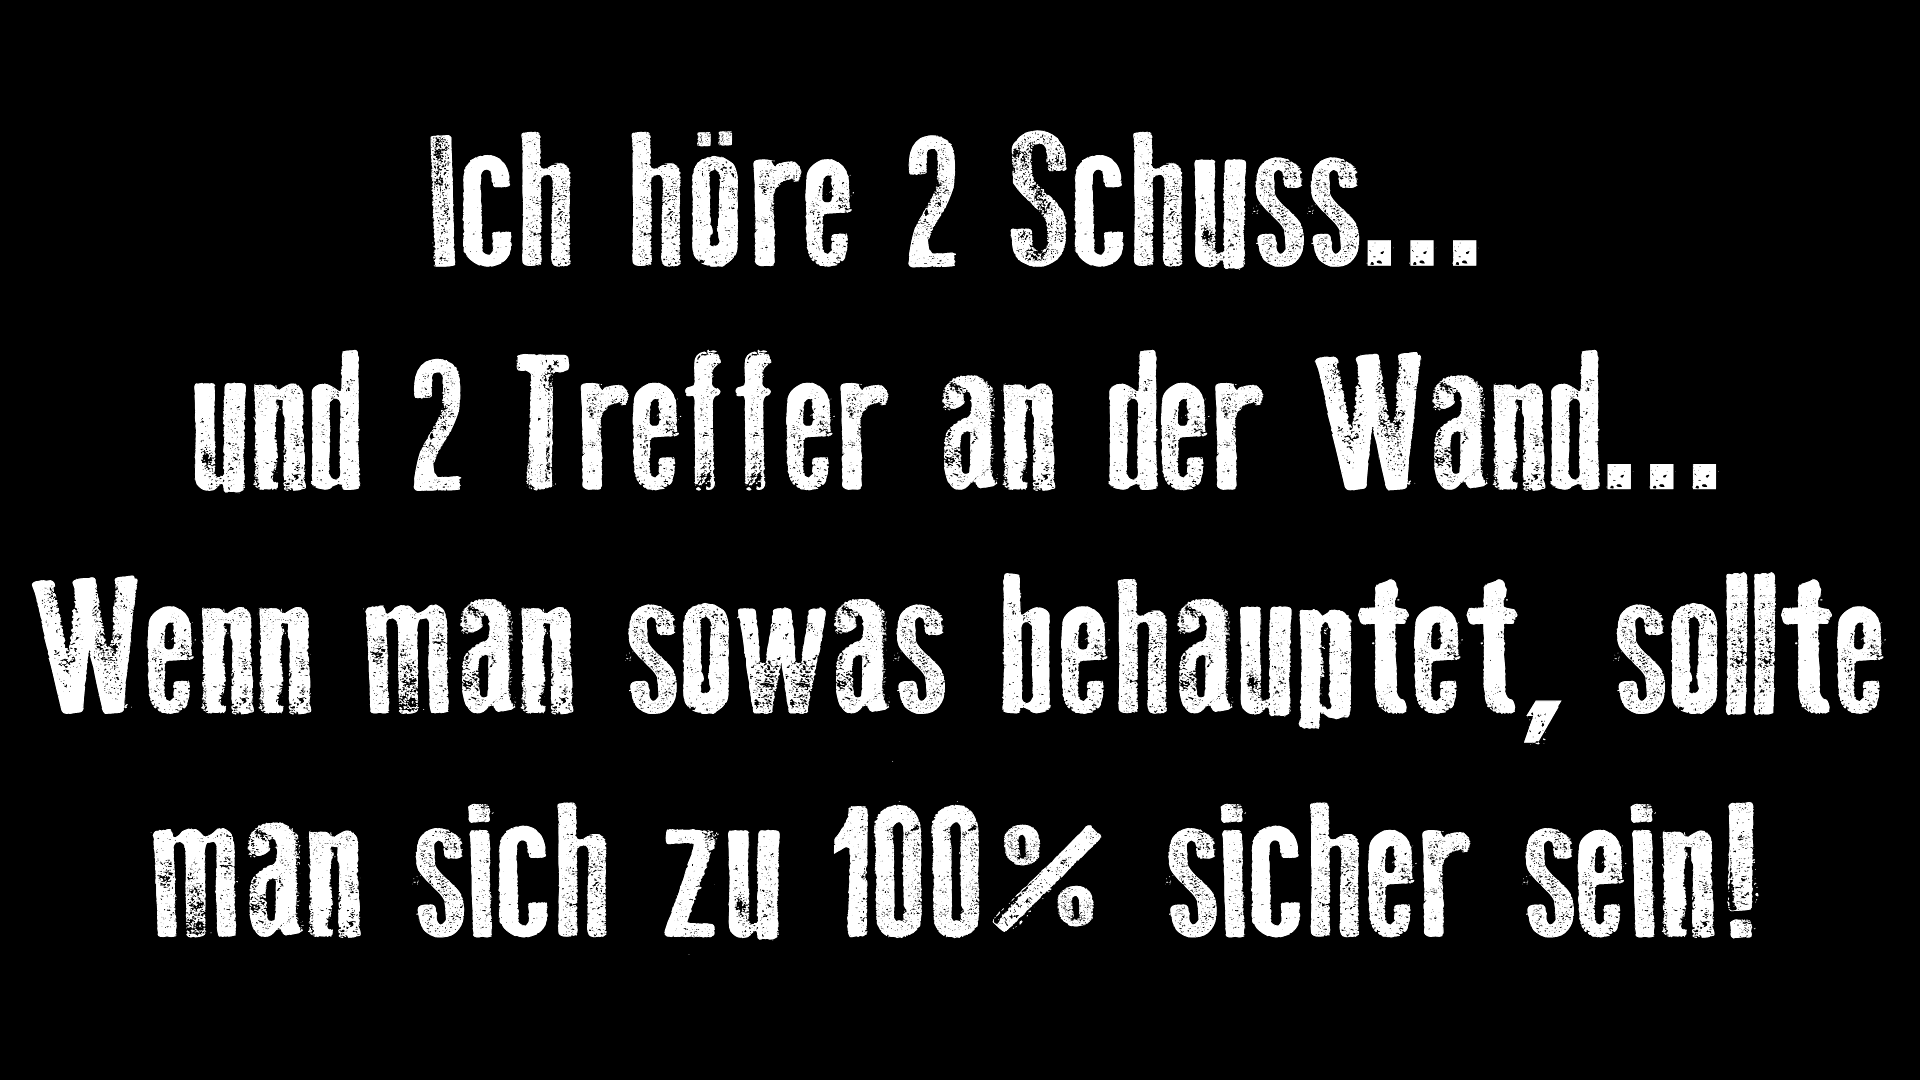 Ich höre 2 Schuss...
und 2 Treffer an der Wand...
Wenn man sowas behauptet, sollte
man sich zu 100% sicher sein!